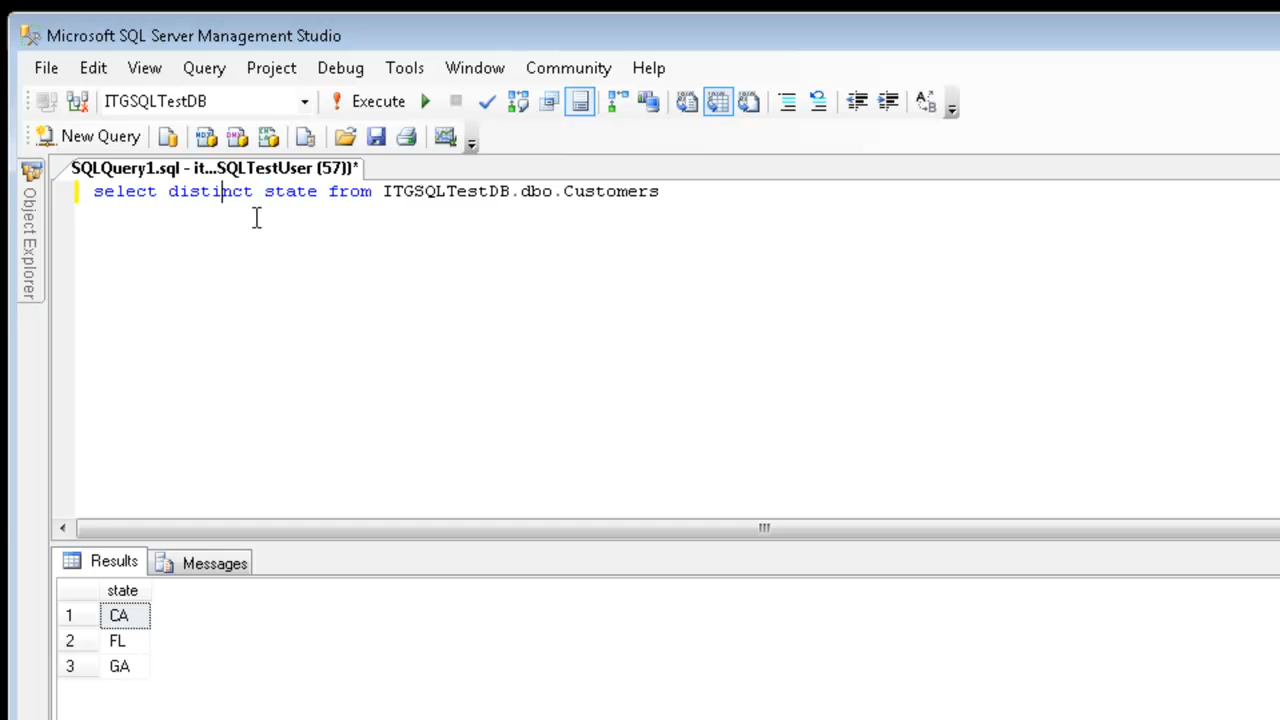 Microsoft SQL Server Management Studio
File Edit View Query Project Debug Tools Window Community Help
ITGSQLTestDB Execute
New Query
SQLQuery1.sql - it...SQLTestUser (57))*
Object Explorer
select distinct state from ITGSQLTestDB.dbo.Customers
Results Messages
state
1 CA
2 FL
3 GA